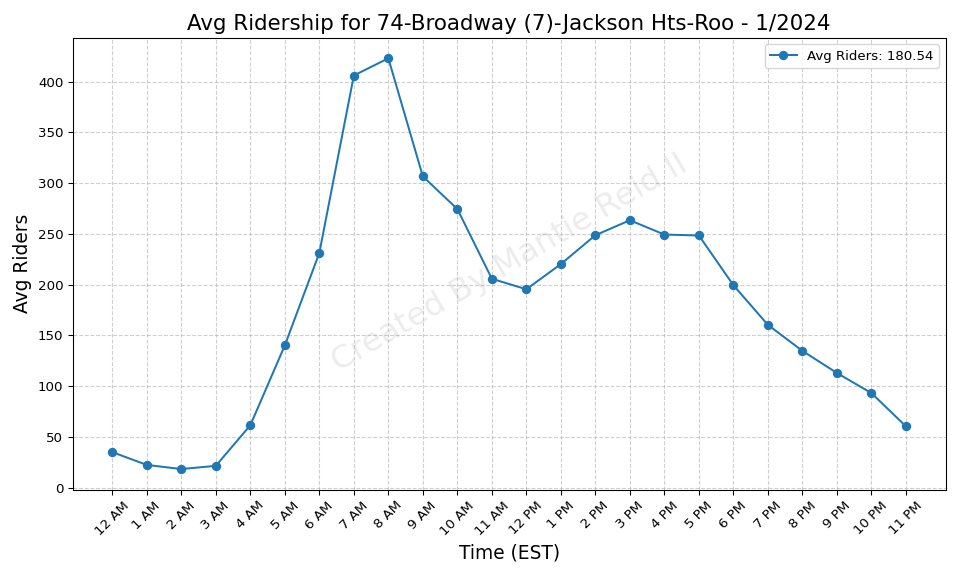 Avg Ridership for 74-Broadway (7)-Jackson Hts-Roo - 1/2024
Avg Riders: 180.54
Avg Riders
400
350
300
250
200
150
100
50
0
Created By Mantie Reid II
12 AM
1 AM
2 AM
3 AM
4 AM
5 AM
6 AM
7 AM
8 AM
9 AM
10 AM
11 AM
12 PM
1 PM
2 PM
3 PM
4 PM
5 PM
6 PM
7 PM
8 PM
9 PM
10 PM
11 PM
Time (EST)